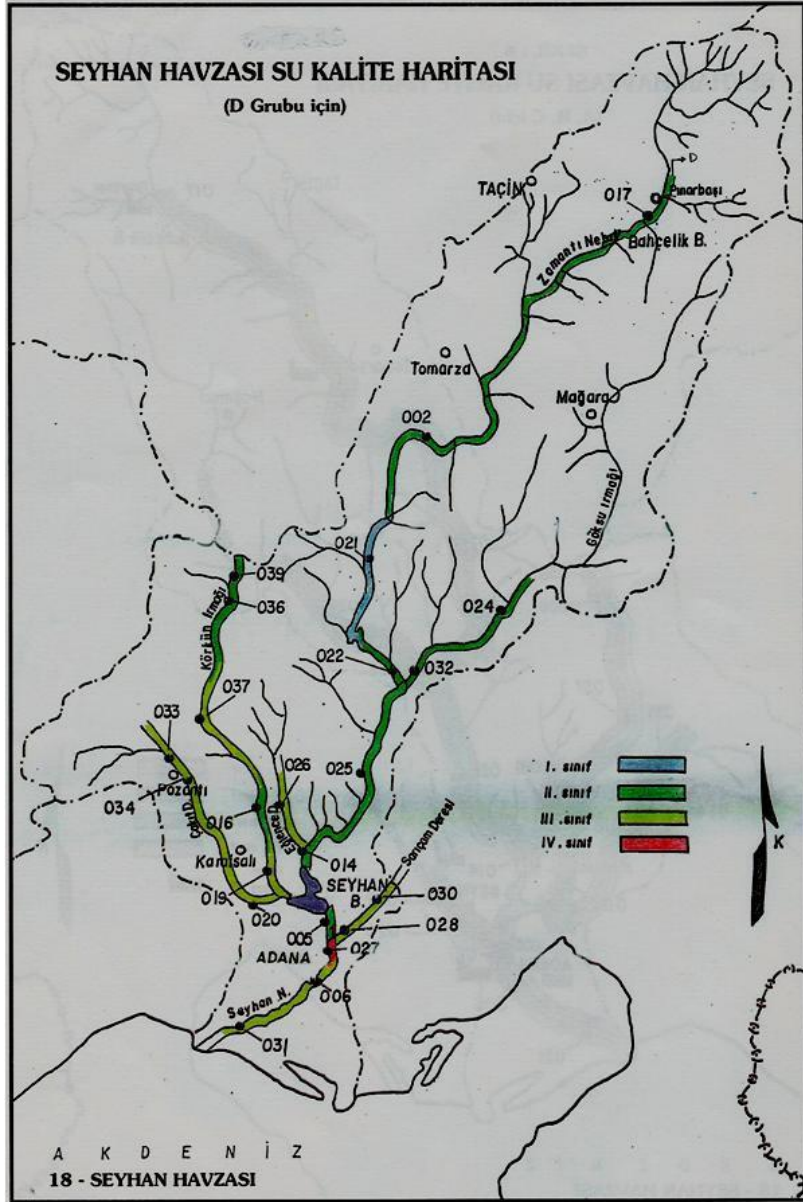 SEYHAN HAVZASI SU KALİTE HARİTASI
(D Grubu için)
D
TAÇİN
Pınarbaşı
017
Bahçelik B.
Zamantı Nehri
Tomarza
Mağara
002
Göksu Irmağı
021
039
036
024
Körkün Irmağı
022
032
037
033
026
025
034
Pozantı
016
Eğlence D.
Karaisalı
014
Sarıçam Deresi
019
SEYHAN
B.
030
020
005
028
ADANA
027
006
Seyhan N.
031
I. sınıf
II. sınıf
III. sınıf
IV. sınıf
K
A K D E N İ Z
18 - SEYHAN HAVZASI